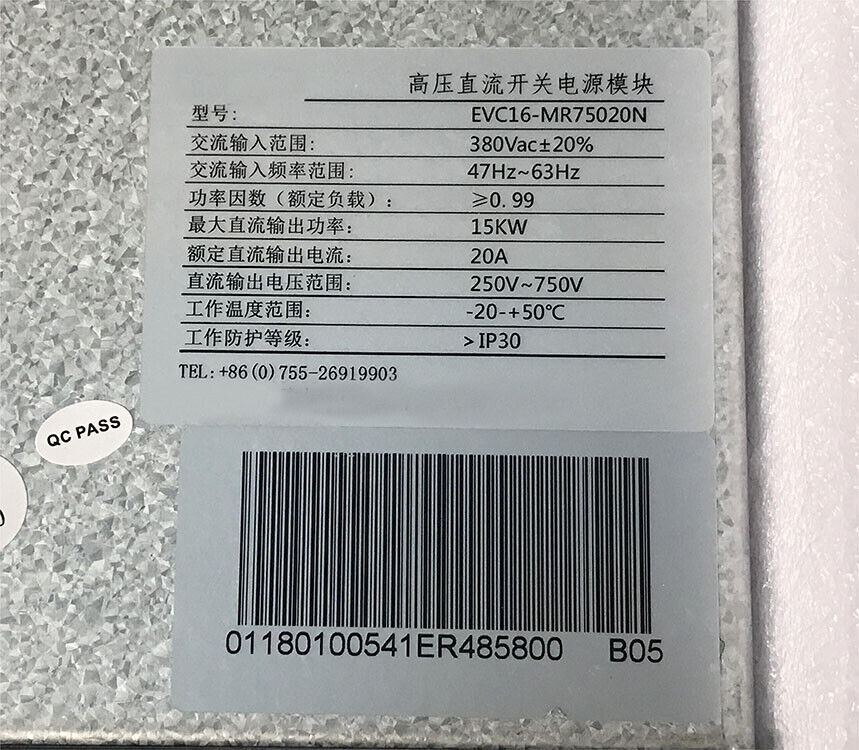 高压直流开关电源模块
型号: EVC16-MR75020N
交流输入范围: 380Vac±20%
交流输入频率范围: 47Hz~63Hz
功率因数（额定负载）: ≥0.99
最大直流输出功率: 15KW
额定直流输出电流: 20A
直流输出电压范围: 250V~750V
工作温度范围: -20-+50℃
工作防护等级: >IP30
TEL:+86(0)755-26919903
QC PASS
01180100541ER485800 B05